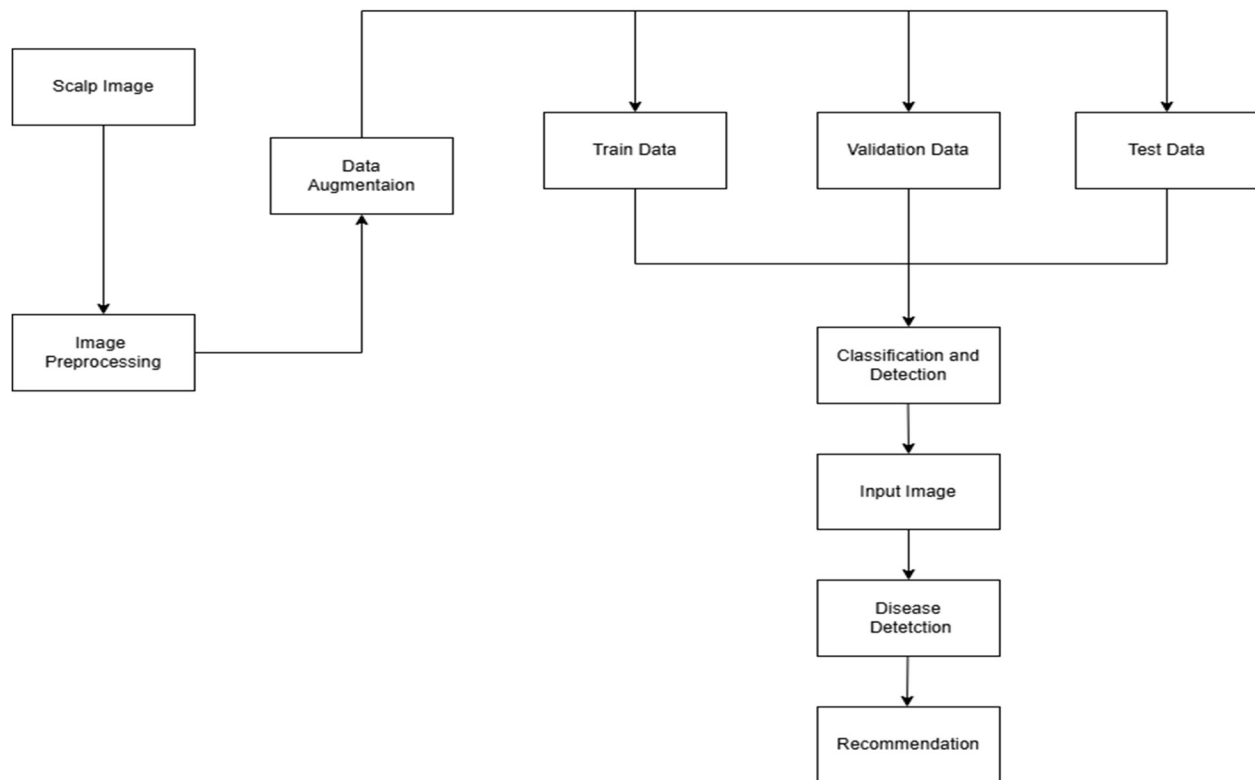 Scalp Image
Image
Preprocessing
Data
Augmentaion
Train Data
Validation Data
Test Data
Classification and
Detection
Input Image
Disease
Detetction
Recommendation